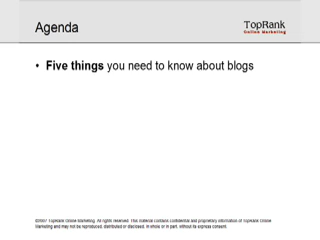 Agenda
TopRank
Online Marketing
• Five things you need to know about blogs
©2007 TopRank Online Marketing. All rights reserved. This material contains confidential and proprietary information of TopRank Online
Marketing and may not be reproduced, distributed or disclosed, in whole or in part, without its express consent.